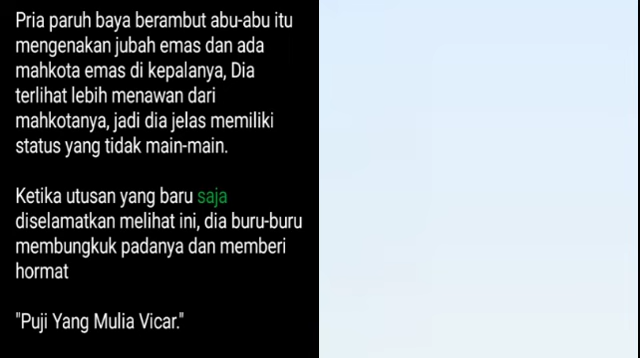 Pria paruh baya berambut abu-abu itu
mengenakan jubah emas dan ada
mahkota emas di kepalanya, Dia
terlihat lebih menawan dari
mahkotanya, jadi dia jelas memiliki
status yang tidak main-main.
Ketika utusan yang baru saja
diselamatkan melihat ini, dia buru-buru
membungkuk padanya dan memberi
hormat
"Puji Yang Mulia Vicar."